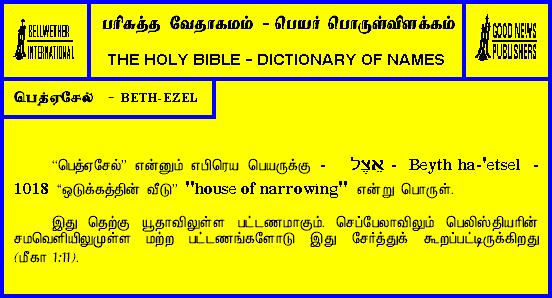 BELLWETHER
INTERNATIONAL
பரிசுத்த வேதாகமம் - பெயர் பொருள்விளக்கம்
THE HOLY BIBLE - DICTIONARY OF NAMES
GOOD NEWS
PUBLISHERS
பெத்ஏசேல் - BETH-EZEL
“பெத்ஏசேல்” என்னும் எபிரெய பெயருக்கு - אֵצֶל - Beyth ha-'etsel -
1018 “ஒடுக்கத்தின் வீடு” "house of narrowing" என்று பொருள்.
இது தெற்கு யூதாவிலுள்ள பட்டணமாகும். செப்பேலாவிலும் பெலிஸ்தியரின்
சமவெளியிலுமுள்ள மற்ற பட்டணங்களோடு இது சேர்த்துக் கூறப்பட்டிருக்கிறது
(மீகா 1:11).